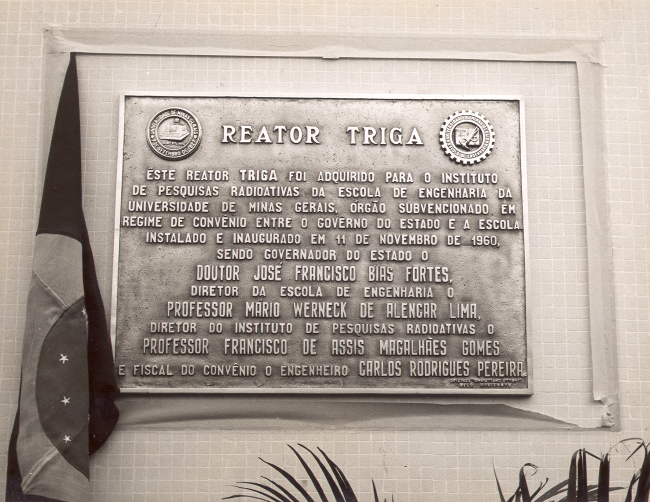 REATOR TRIGA
ESTE REATOR TRIGA FOI ADQUIRIDO PARA O INSTITUTO
DE PESQUISAS RADIOATIVAS DA ESCOLA DE ENGENHARIA DA
UNIVERSIDADE DE MINAS GERAIS, ÓRGÃO SUBVENCIONADO EM
REGIME DE CONVÊNIO ENTRE O GOVÊRNO DO ESTADO E A ESCOLA.
INSTALADO E INAUGURADO EM 11 DE NOVEMBRO DE 1960,
SENDO GOVERNADOR DO ESTADO O
DOUTOR JOSÉ FRANCISCO BIAS FORTES,
DIRETOR DA ESCOLA DE ENGENHARIA O
PROFESSOR MÁRIO WERNECK DE ALENCAR LIMA,
DIRETOR DO INSTITUTO DE PESQUISAS RADIOATIVAS O
PROFESSOR FRANCISCO DE ASSIS MAGALHÃES GOMES
E FISCAL DO CONVÊNIO O ENGENHEIRO CARLOS RODRIGUES PEREIRA.